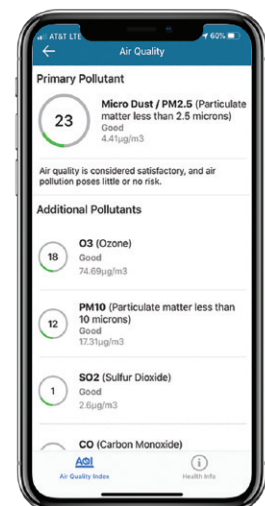 AT&T LTE 60%
Air Quality
Primary Pollutant
23
Micro Dust / PM2.5 (Particulate
matter less than 2.5 microns)
Good
4.41µg/m3
Air quality is considered satisfactory, and air
pollution poses little or no risk.
Additional Pollutants
18
O3 (Ozone)
Good
74.69µg/m3
12
PM10 (Particulate matter less than
10 microns)
Good
17.31µg/m3
1
SO2 (Sulfur Dioxide)
Good
2.6µg/m3
CO (Carbon Monoxide)
AQI
Air Quality Index
Health Info